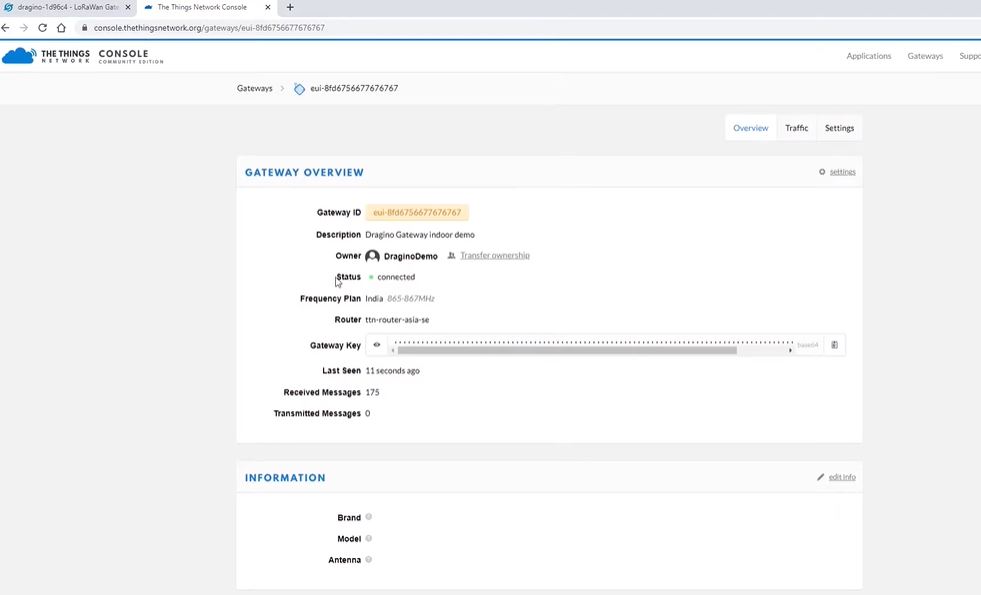 dragino-1d96c4 - LoRaWan Gate
The Things Network Console
console.thethingsnetwork.org/gateways/eui-8fd6756677676767
THE THINGS NETWORK
CONSOLE
COMMUNITY EDITION
Applications
Gateways
Suppo
Gateways
eui-8fd6756677676767
Overview
Traffic
Settings
GATEWAY OVERVIEW
settings
Gateway ID eui-8fd6756677676767
Description Dragino Gateway indoor demo
Owner DraginoDemo Transfer ownership
Status connected
Frequency Plan India 865-867MHz
Router ttn-router-asia-se
Gateway Key base64
Last Seen 11 seconds ago
Received Messages 175
Transmitted Messages 0
INFORMATION
edit info
Brand
Model
Antenna